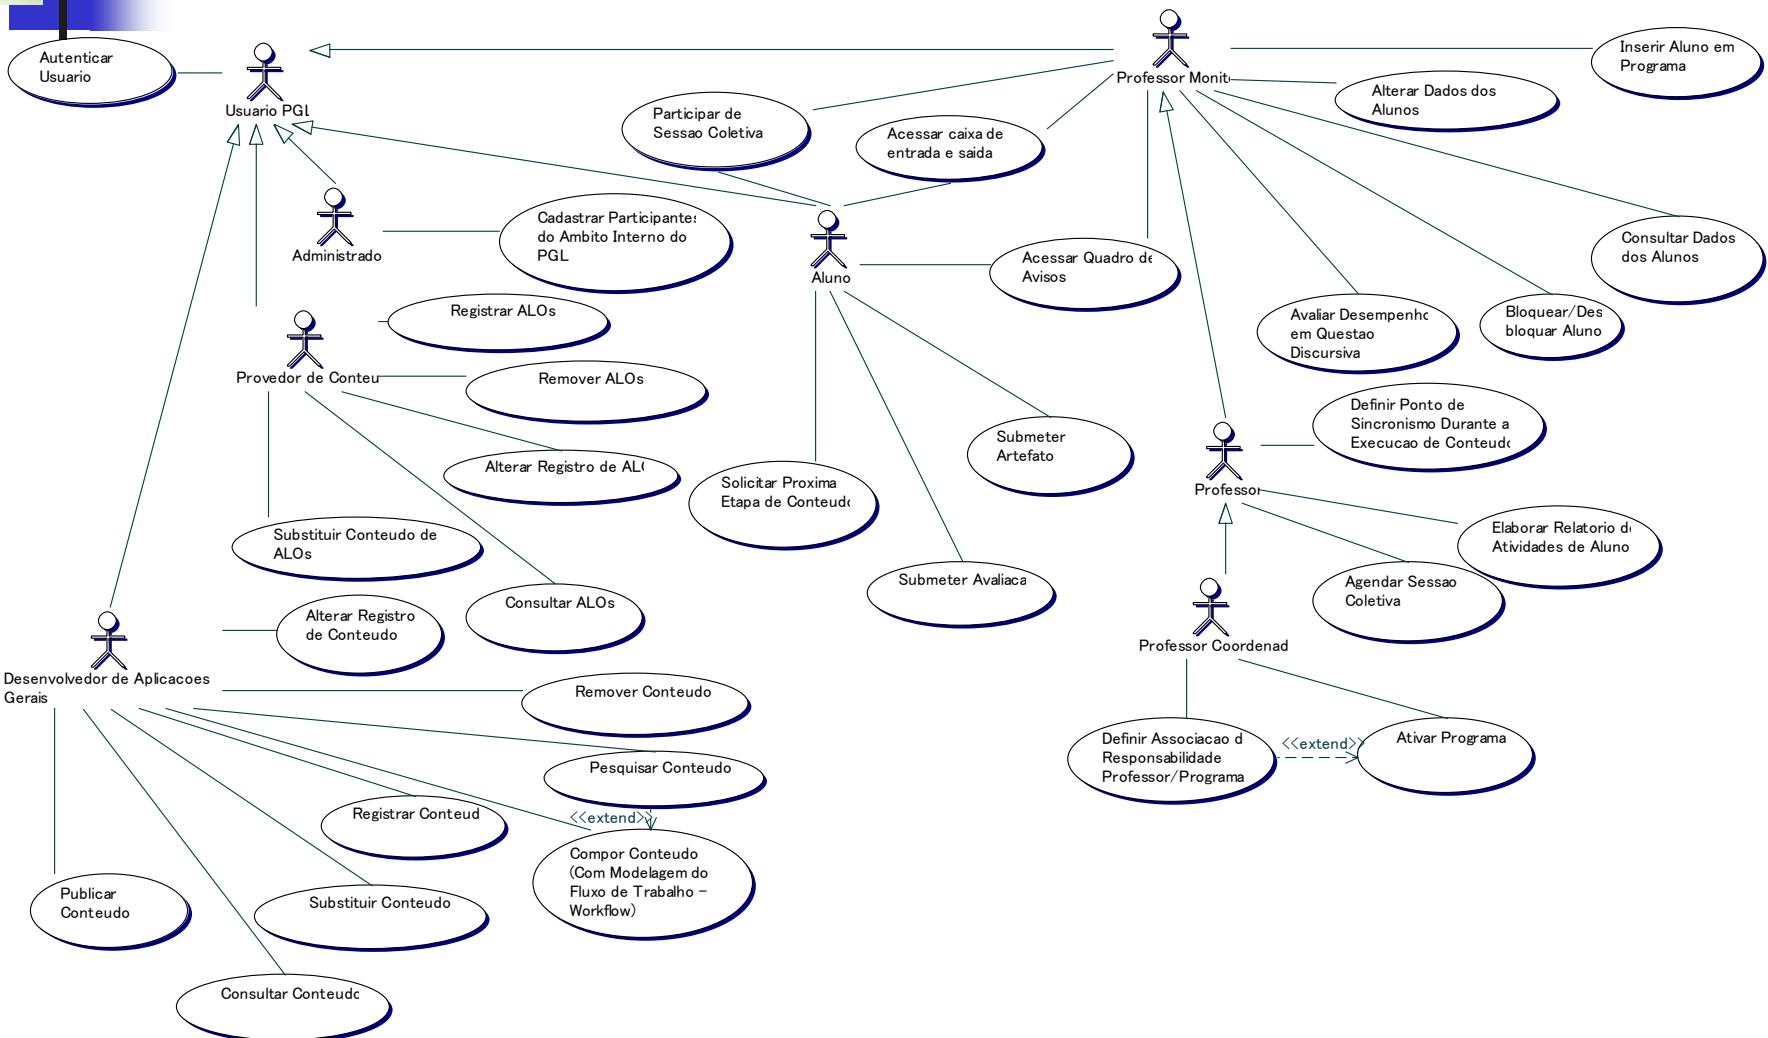 Autenticar
Usuario
Usuario PGL
Professor Monit
Inserir Aluno em
Programa
Alterar Dados dos
Alunos
Participar de
Sessao Coletiva
Acessar caixa de
entrada e saida
Administrado
Cadastrar Participantes
do Ambito Interno do
PGL
Aluno
Acessar Quadro de
Avisos
Consultar Dados
dos Alunos
Registrar ALOs
Avaliar Desempenho
em Questao
Discursiva
Bloquear/Des
bloquar Aluno
Provedor de Conteu
Remover ALOs
Definir Ponto de
Sincronismo Durante a
Execucao de Conteudo
Submeter
Artefato
Alterar Registro de AL
Solicitar Proxima
Etapa de Conteudo
Professor
Substituir Conteudo de
ALOs
Elaborar Relatorio de
Atividades de Aluno
Submeter Avaliaca
Agendar Sessao
Coletiva
Consultar ALOs
Alterar Registro
de Conteudo
Professor Coordenad
Desenvolvedor de Aplicacoes
Gerais
Remover Conteudo
Definir Associacao d
Responsabilidade
Professor/Programa
<<extend>>
Ativar Programa
Pesquisar Conteudo
<<extend>>
Registrar Conteud
Compor Conteudo
(Com Modelagem do
Fluxo de Trabalho -
Workflow)
Publicar
Conteudo
Substituir Conteudo
Consultar Conteudo